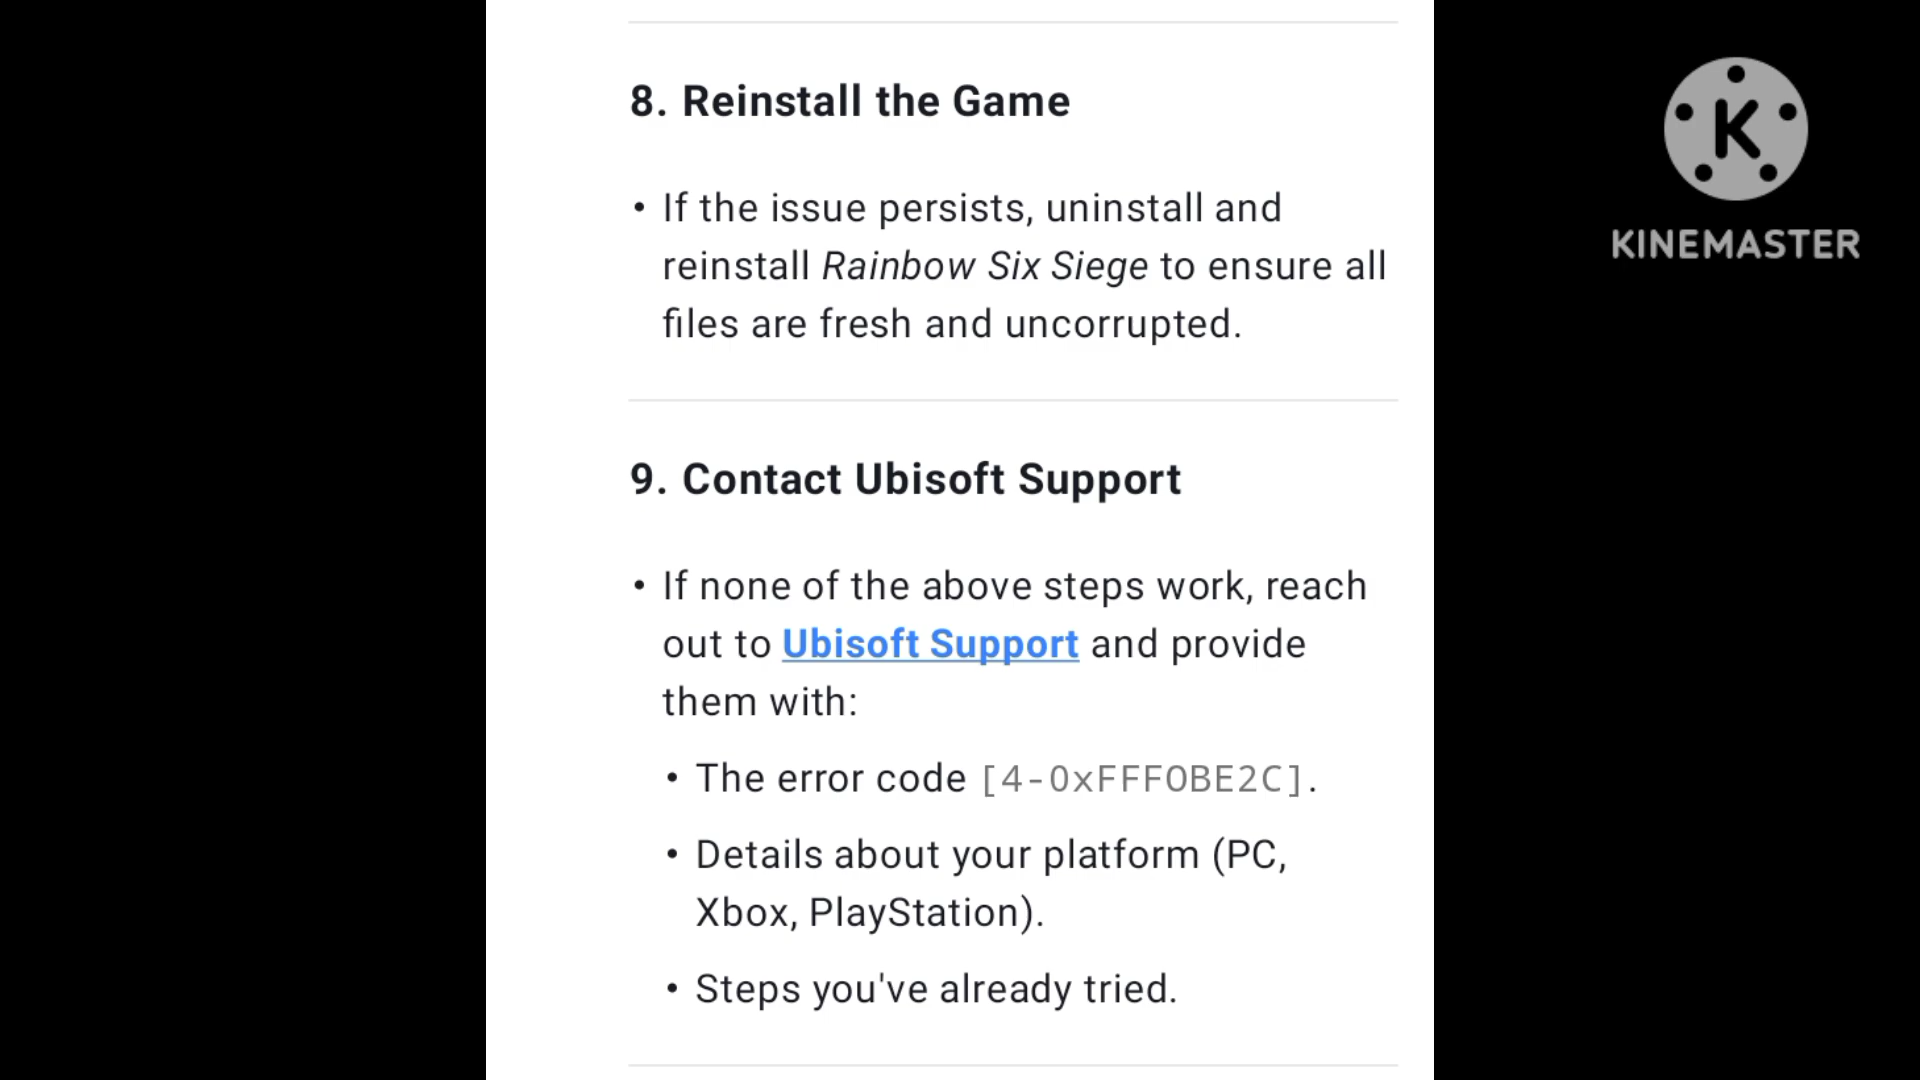 8. Reinstall the Game
• If the issue persists, uninstall and
reinstall Rainbow Six Siege to ensure all
files are fresh and uncorrupted.
9. Contact Ubisoft Support
• If none of the above steps work, reach
out to Ubisoft Support and provide
them with:
• The error code [4-0xFFF0BE2C].
• Details about your platform (PC,
Xbox, PlayStation).
• Steps you've already tried.
K
KINEMASTER